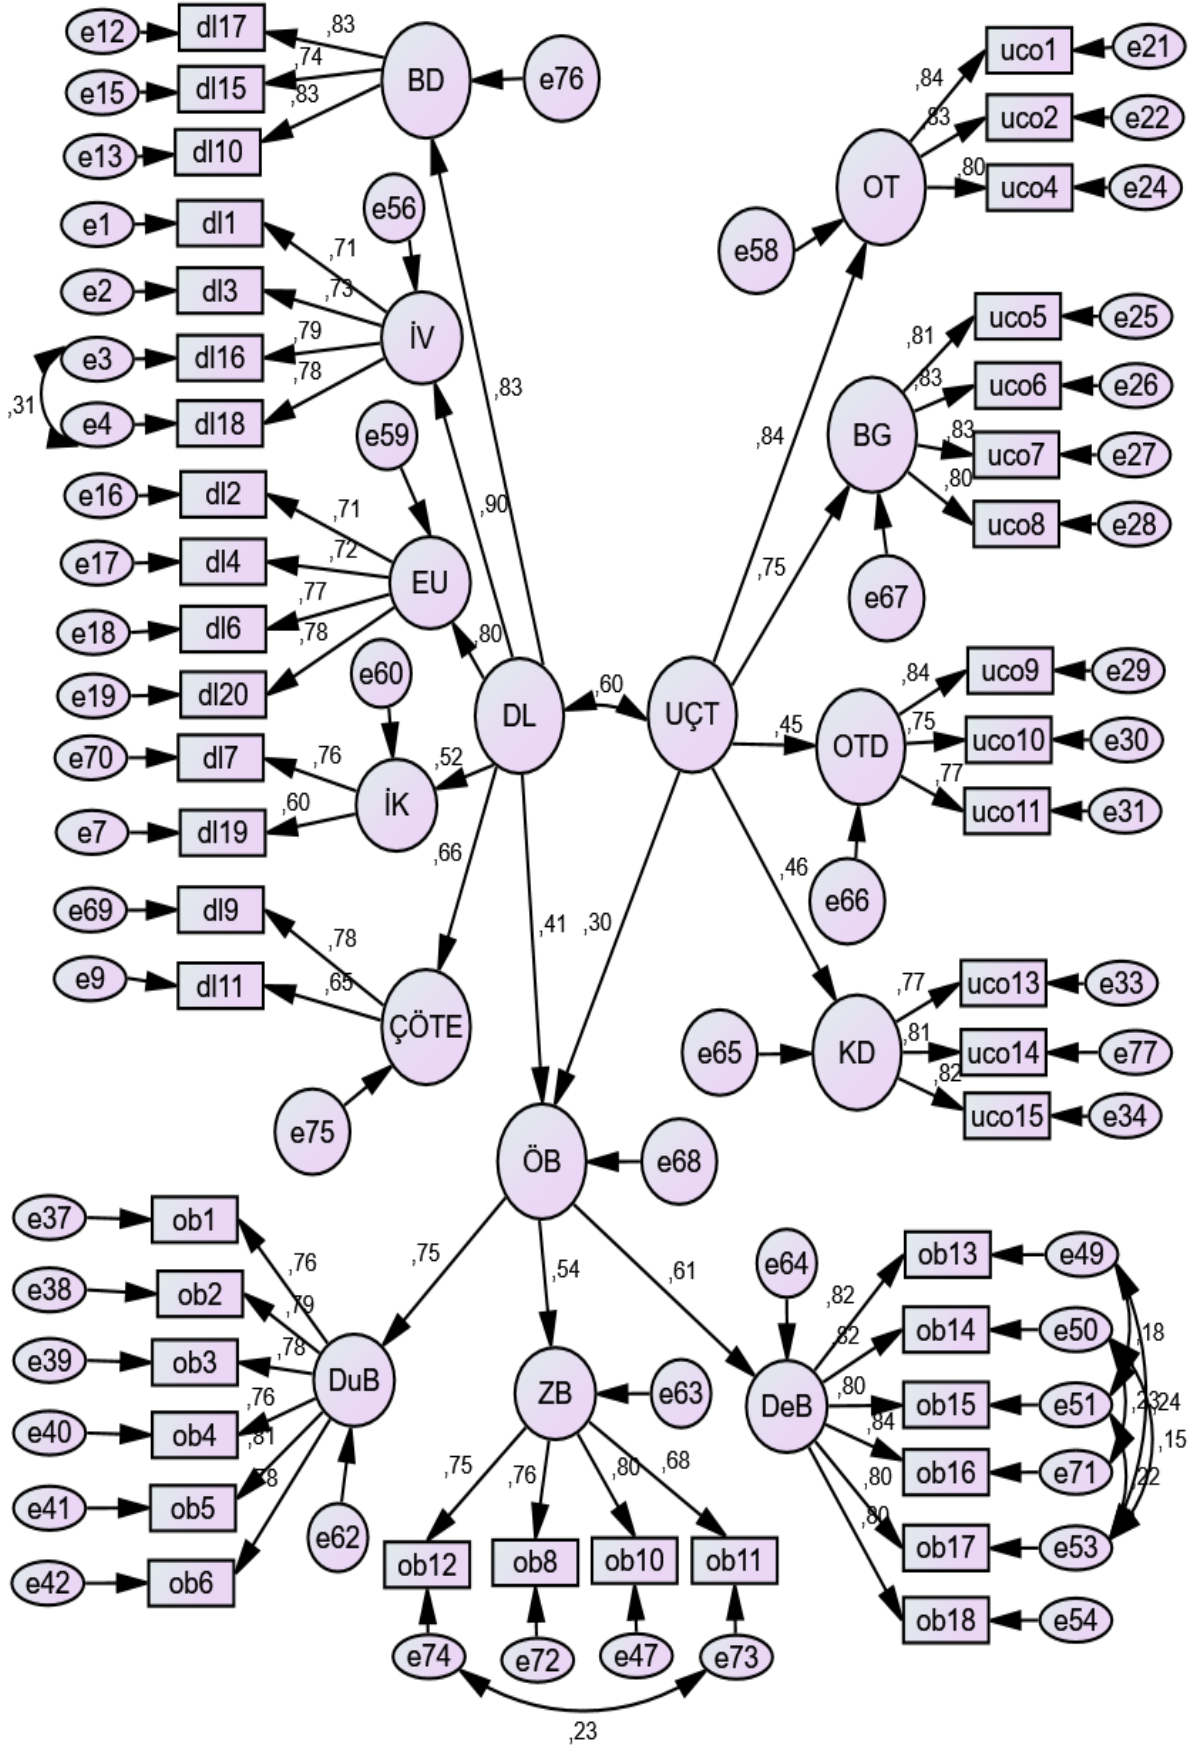 e12 dl17 ,83
e15 dl15 ,74
e13 dl10 ,83
BD e76
e1 dl1 ,71
e2 dl3 ,73
e3 dl16 ,79
e4 dl18 ,78
,31
e56
İV
e16 dl2 ,71
e17 dl4 ,72
e18 dl6 ,77
e19 dl20 ,78
e59
EU
e70 dl7 ,76
e7 dl19 ,60
e60
İK
e69 dl9 ,78
e9 dl11 ,65
ÇÖTE
e75
,83
,90
,80
,52
,66
DL ,60 UÇT
,84
,75
,45
,46
,41 ,30
e58
OT
,84 uco1 e21
,83 uco2 e22
,80 uco4 e24
BG
e67
,81 uco5 e25
,83 uco6 e26
,83 uco7 e27
,80 uco8 e28
OTD
e66
,84 uco9 e29
,75 uco10 e30
,77 uco11 e31
e65 KD
,77 uco13 e33
,81 uco14 e77
,82 uco15 e34
ÖB e68
,75
,54
,61
e37 ob1 ,76
e38 ob2 ,79
e39 ob3 ,78
e40 ob4 ,76
e41 ob5 ,81
e42 ob6 ,78
DuB
e62
ZB e63
,75 ,76 ,80 ,68
ob12 ob8 ob10 ob11
e74 e72 e47 e73
,23
e64
DeB
,82 ob13 e49
,82 ob14 e50
,80 ob15 e51
,84 ob16 e71
,80 ob17 e53
,80 ob18 e54
,18
,23 ,24
,15
,22